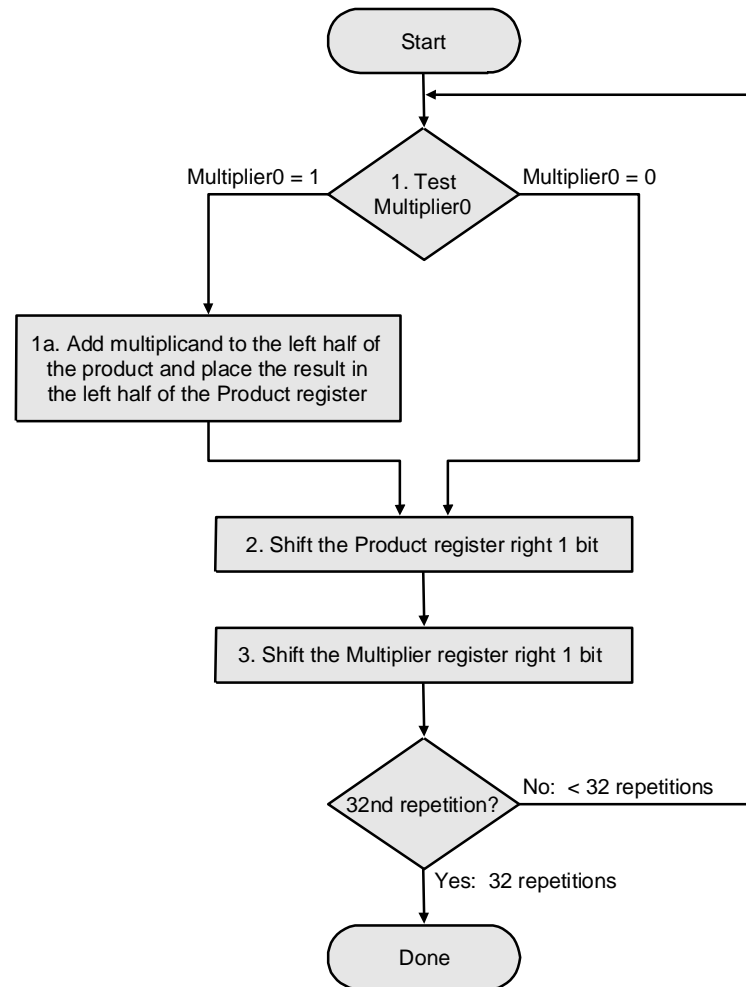 Start
Multiplier0 = 1
1. Test
Multiplier0
Multiplier0 = 0
1a. Add multiplicand to the left half of
the product and place the result in
the left half of the Product register
2. Shift the Product register right 1 bit
3. Shift the Multiplier register right 1 bit
32nd repetition?
No:  < 32 repetitions
Yes:  32 repetitions
Done